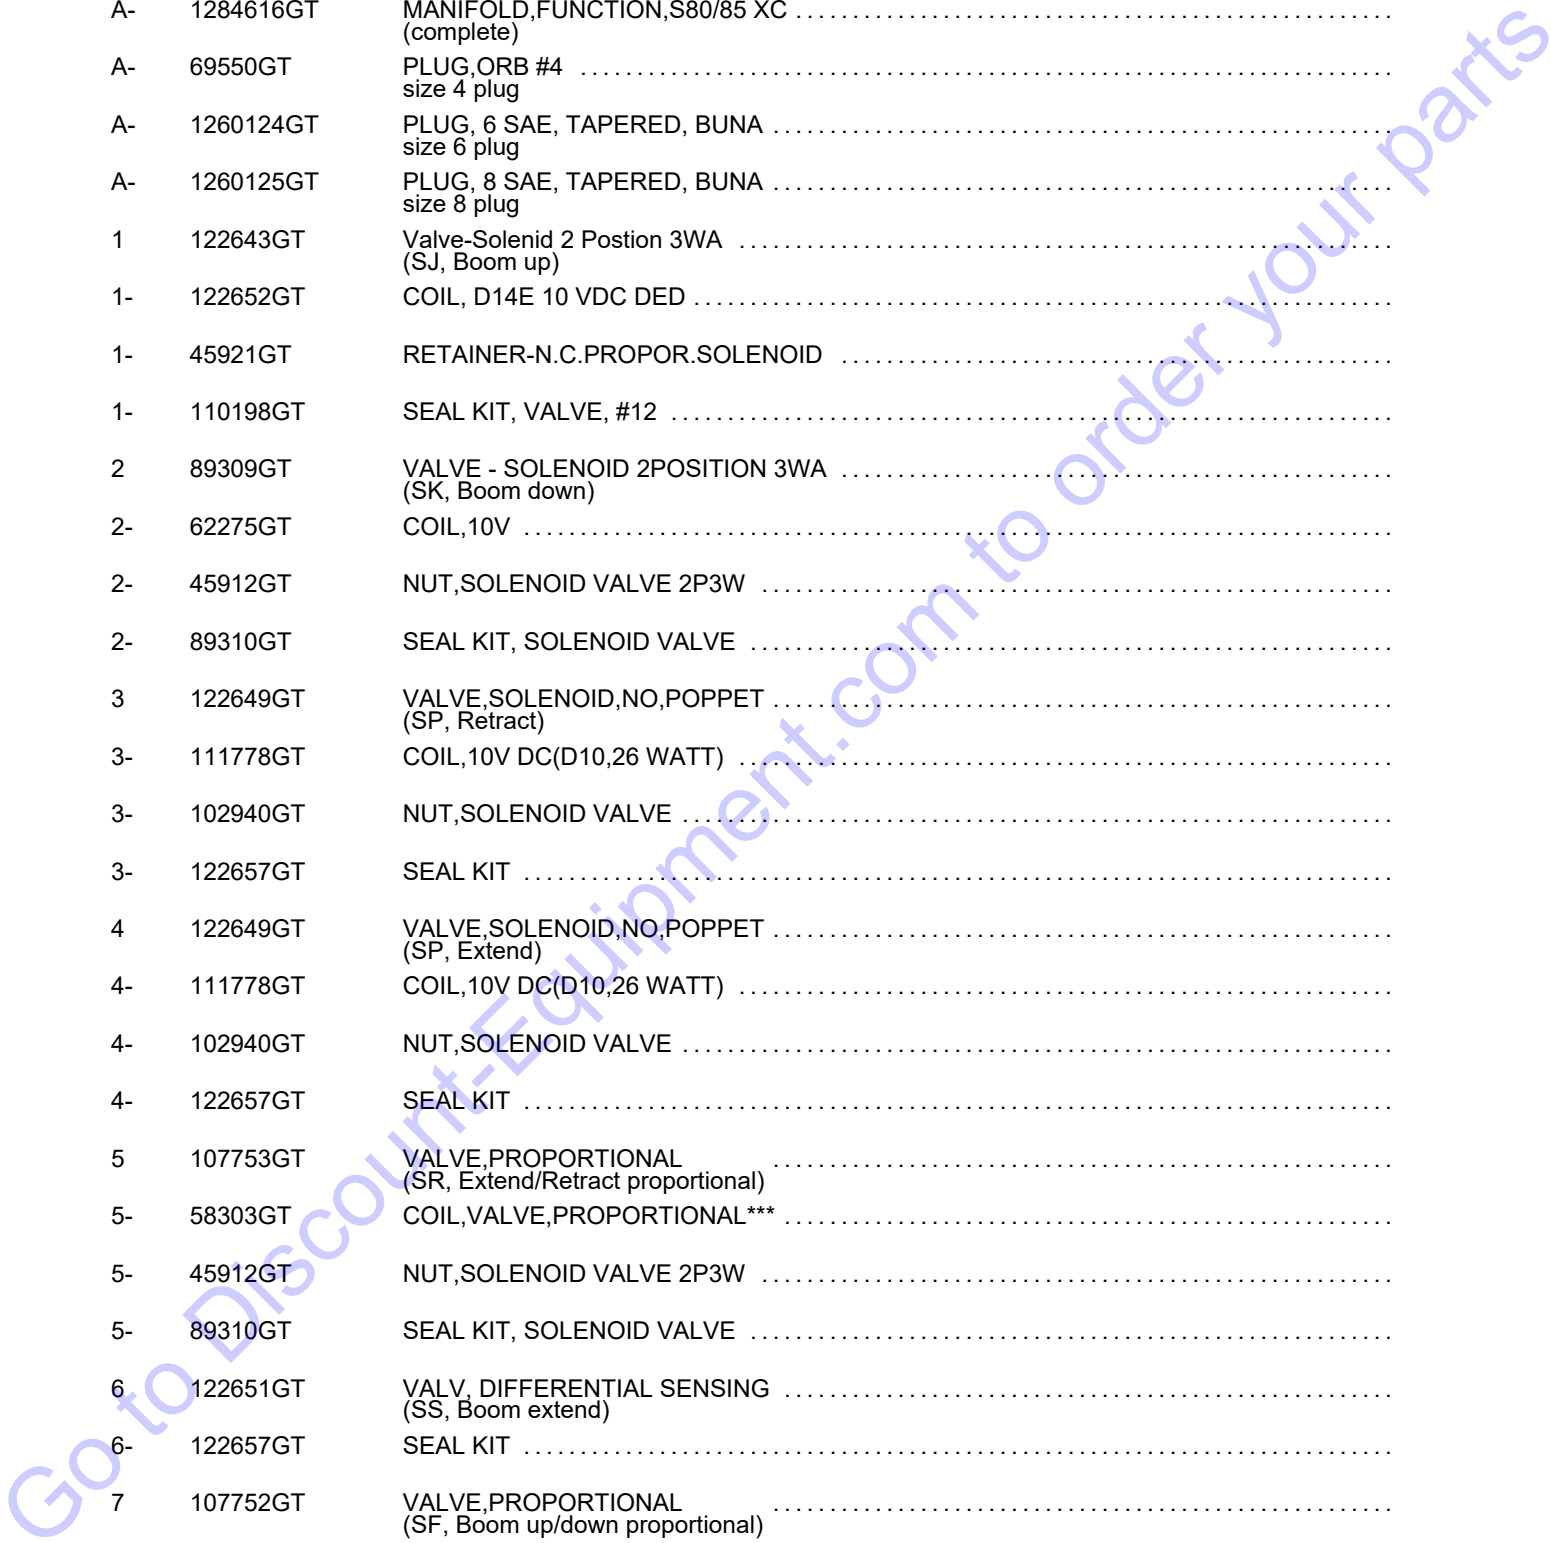 A- 1284616GT MANIFOLD,FUNCTION,S80/85 XC
(complete)
A- 69550GT PLUG,ORB #4
size 4 plug
A- 1260124GT PLUG, 6 SAE, TAPERED, BUNA
size 6 plug
A- 1260125GT PLUG, 8 SAE, TAPERED, BUNA
size 8 plug
1 122643GT Valve-Solenid 2 Postion 3WA
(SJ, Boom up)
1- 122652GT COIL, D14E 10 VDC DED
1- 45921GT RETAINER-N.C.PROPOR.SOLENOID
1- 110198GT SEAL KIT, VALVE, #12
2 89309GT VALVE - SOLENOID 2POSITION 3WA
(SK, Boom down)
2- 62275GT COIL,10V
2- 45912GT NUT,SOLENOID VALVE 2P3W
2- 89310GT SEAL KIT, SOLENOID VALVE
3 122649GT VALVE,SOLENOID,NO,POPPET
(SP, Retract)
3- 111778GT COIL,10V DC(D10,26 WATT)
3- 102940GT NUT,SOLENOID VALVE
3- 122657GT SEAL KIT
4 122649GT VALVE,SOLENOID,NO,POPPET
(SP, Extend)
4- 111778GT COIL,10V DC(D10,26 WATT)
4- 102940GT NUT,SOLENOID VALVE
4- 122657GT SEAL KIT
5 107753GT VALVE,PROPORTIONAL
(SR, Extend/Retract proportional)
5- 58303GT COIL,VALVE,PROPORTIONAL***
5- 45912GT NUT,SOLENOID VALVE 2P3W
5- 89310GT SEAL KIT, SOLENOID VALVE
6 122651GT VALV, DIFFERENTIAL SENSING
(SS, Boom extend)
6- 122657GT SEAL KIT
7 107752GT VALVE,PROPORTIONAL
(SF, Boom up/down proportional)
Go to Discount-Equipment.com to order your parts